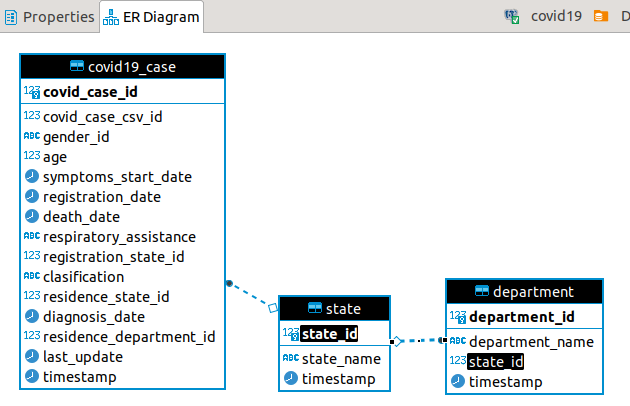 Properties ER Diagram covid19 D
covid19_case
123 covid_case_id
123 covid_case_csv_id
ABC gender_id
123 age
symptoms_start_date
registration_date
death_date
ABC respiratory_assistance
123 registration_state_id
ABC clasification
123 residence_state_id
diagnosis_date
123 residence_department_id
last_update
timestamp
state
123 state_id
ABC state_name
timestamp
department
123 department_id
ABC department_name
123 state_id
timestamp